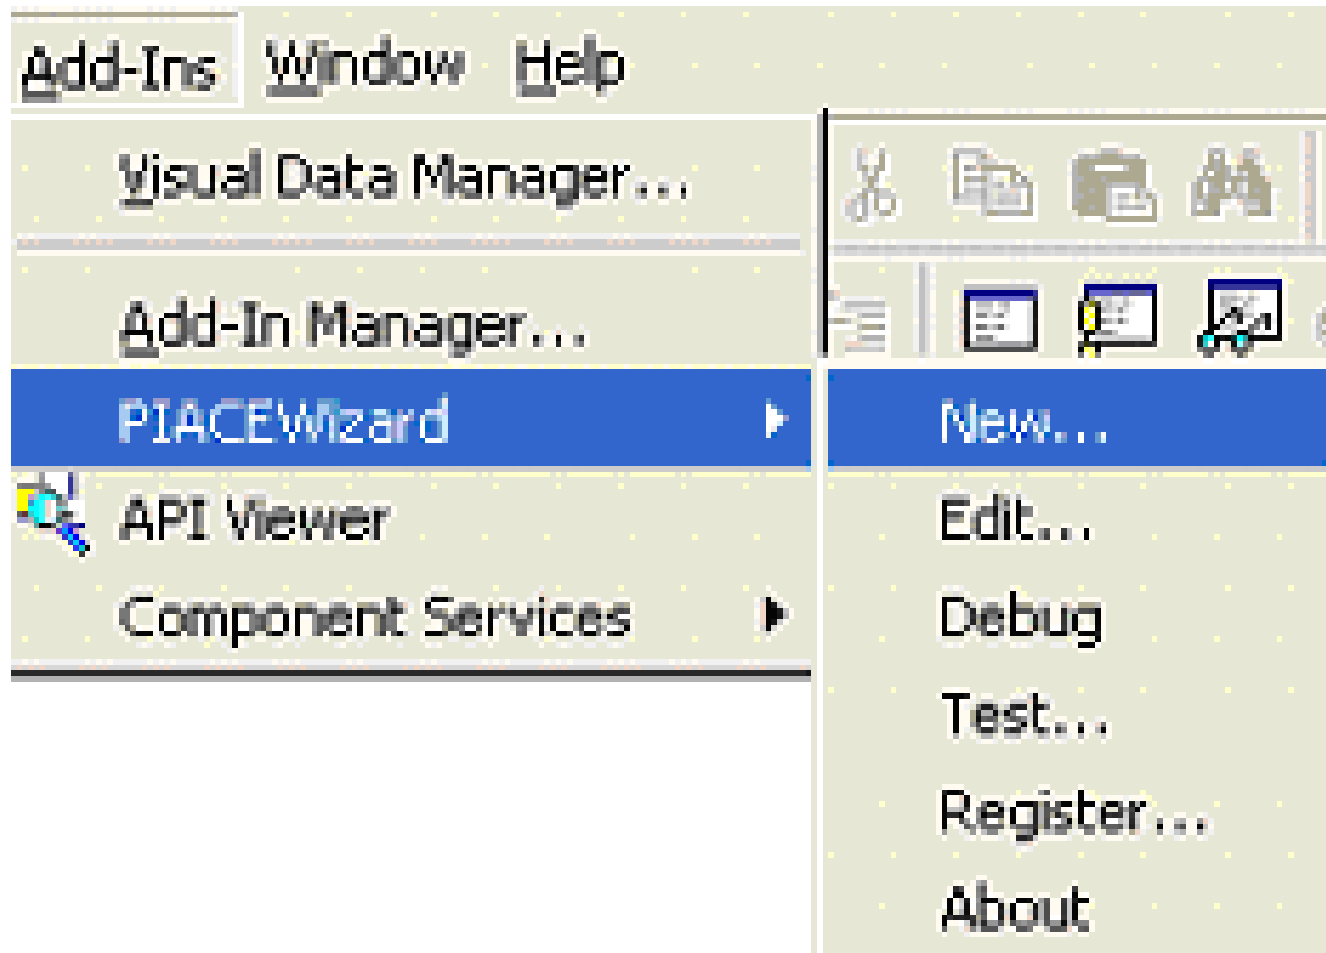 Add-Ins Window Help
Visual Data Manager...
Add-In Manager...
PIACEWizard
New...
API Viewer
Edit...
Component Services
Debug
Test...
Register...
About